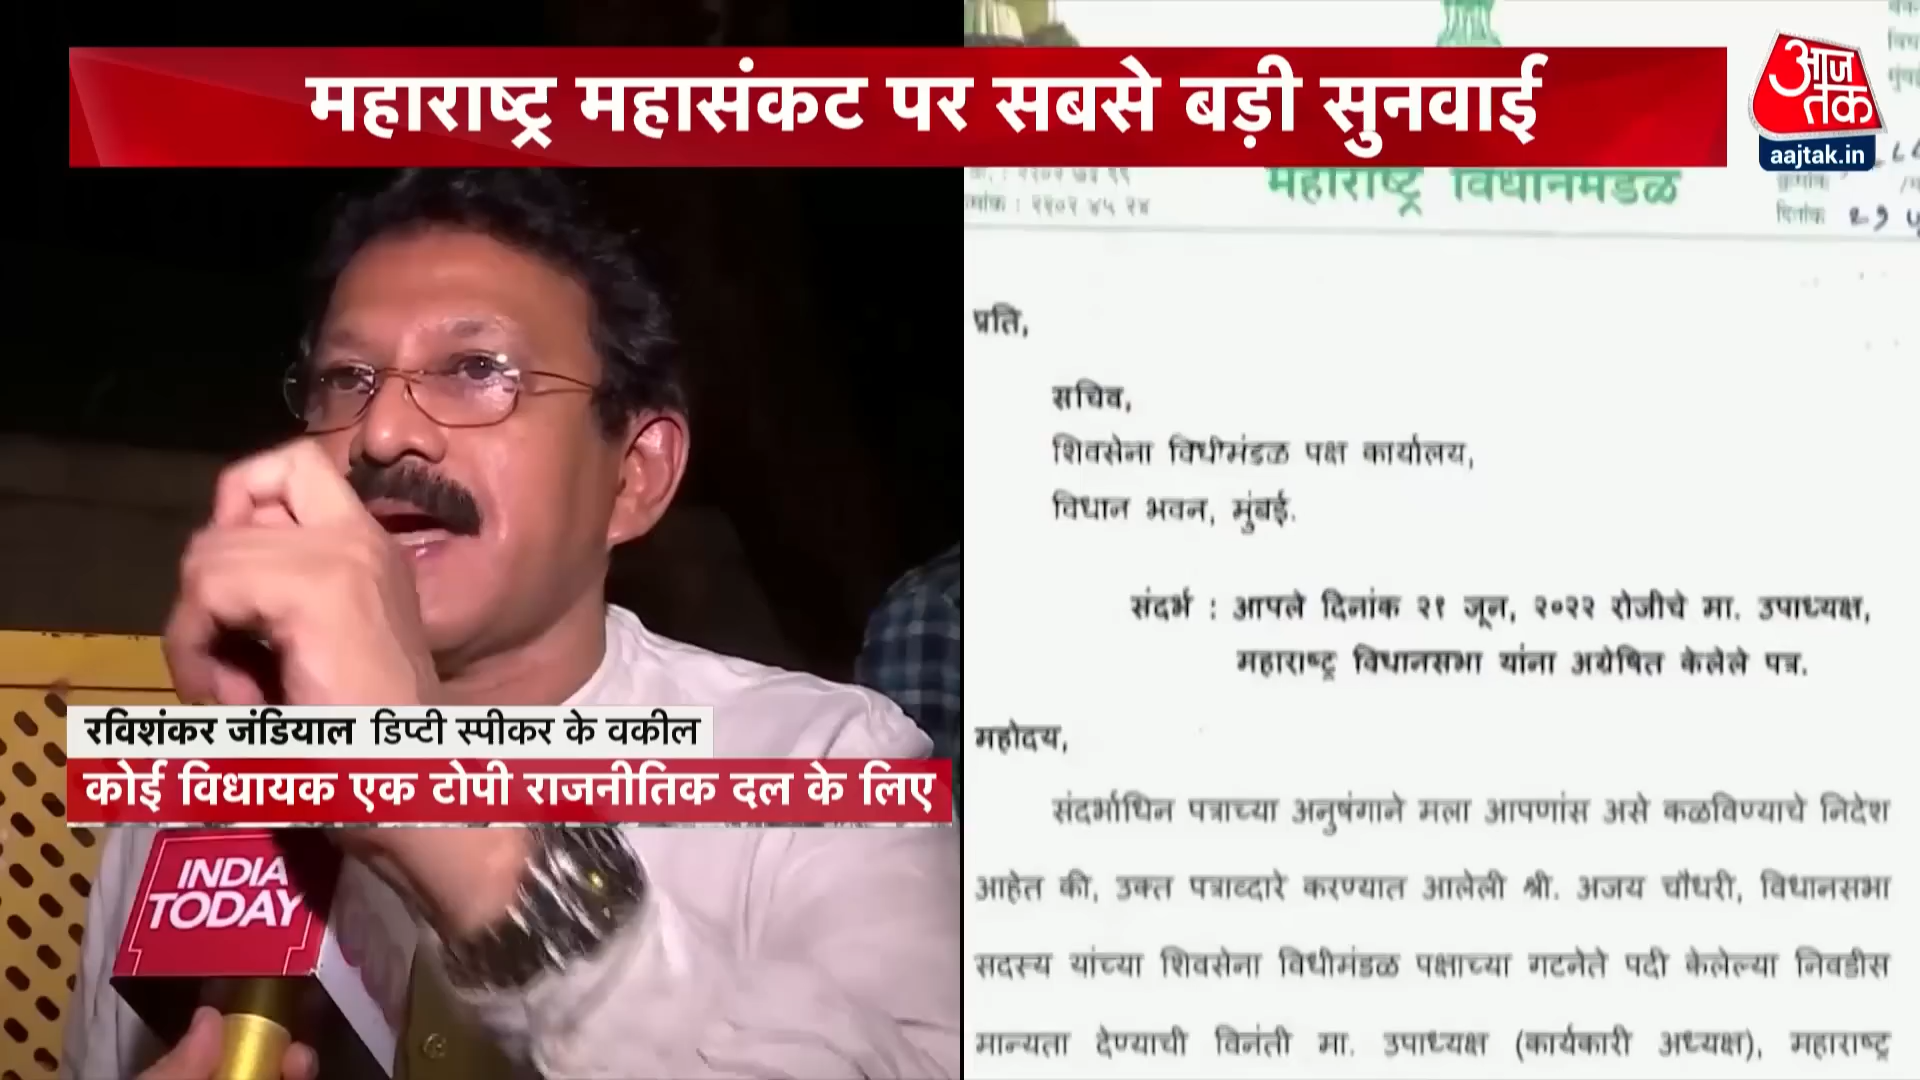 महाराष्ट्र महासंकट पर सबसे बड़ी सुनवाई
आज
तक
aajtak.in
महाराष्ट्र विधानमंडळ
प्रति,
सचिव,
शिवसेना विधीमंडळ पक्ष कार्यालय,
विधान भवन, मुंबई.
संदर्भ : आपले दिनांक २१ जून, २०२२ रोजीचे मा. उपाध्यक्ष,
महाराष्ट्र विधानसभा यांना अग्रेषित केलेले पत्र.
महोदय,
संदर्भाधिन पत्राच्या अनुषंगाने मला आपणांस असे कळविण्याचे निदेश
आहेत की, उक्त पत्राव्दारे करण्यात आलेली श्री. अजय चौधरी, विधानसभा
सदस्य यांच्या शिवसेना विधीमंडळ पक्षाच्या गटनेते पदी केलेल्या निवडीस
मान्यता देण्याची विनंती मा. उपाध्यक्ष (कार्यकारी अध्यक्ष), महाराष्ट्र
रविशंकर जंडियाल डिप्टी स्पीकर के वकील
कोई विधायक एक टोपी राजनीतिक दल के लिए
INDIA
TODAY